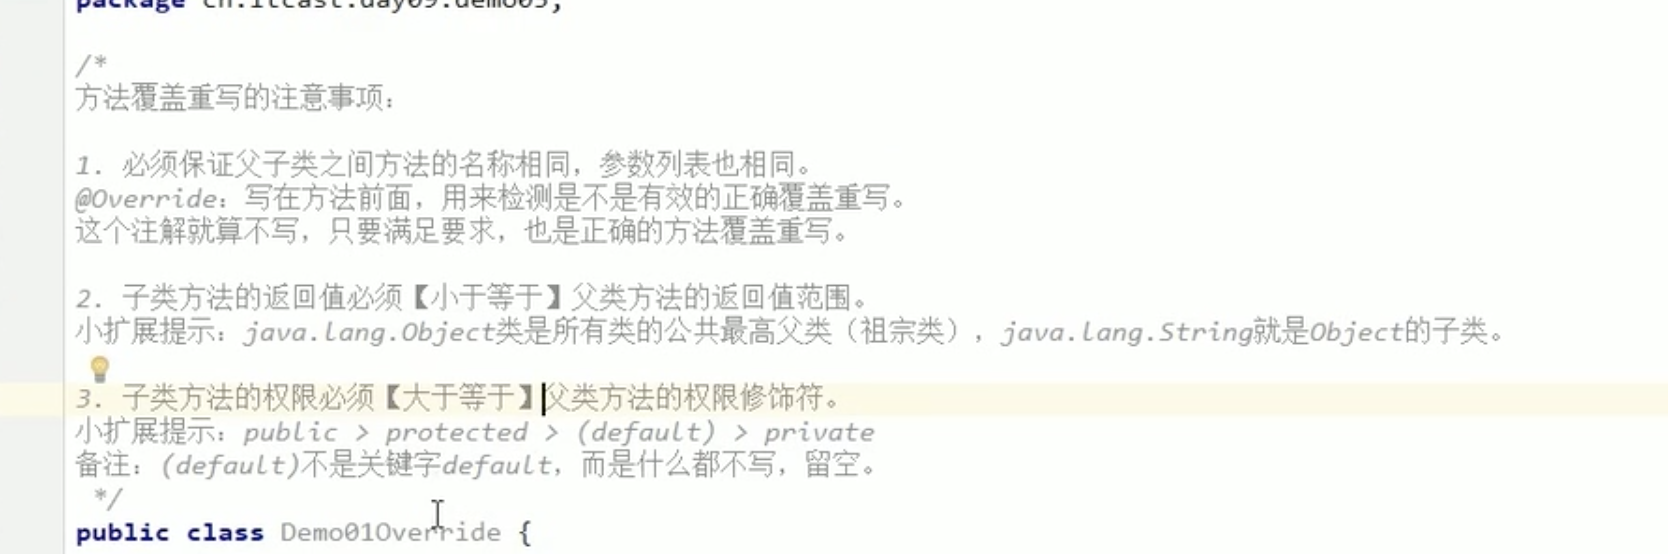 package cn.itcast.day09.demo05;
/*
方法覆盖重写的注意事项：
1. 必须保证父子类之间方法的名称相同，参数列表也相同。
@Override：写在方法前面，用来检测是不是有效的正确覆盖重写。
这个注解就算不写，只要满足要求，也是正确的方法覆盖重写。
2. 子类方法的返回值必须【小于等于】父类方法的返回值范围。
小扩展提示：java.lang.Object类是所有类的公共最高父类（祖宗类），java.lang.String就是Object的子类。
3. 子类方法的权限必须【大于等于】父类方法的权限修饰符。
小扩展提示：public > protected > (default) > private
备注：(default)不是关键字default，而是什么都不写，留空。
*/
public class Demo01Override {